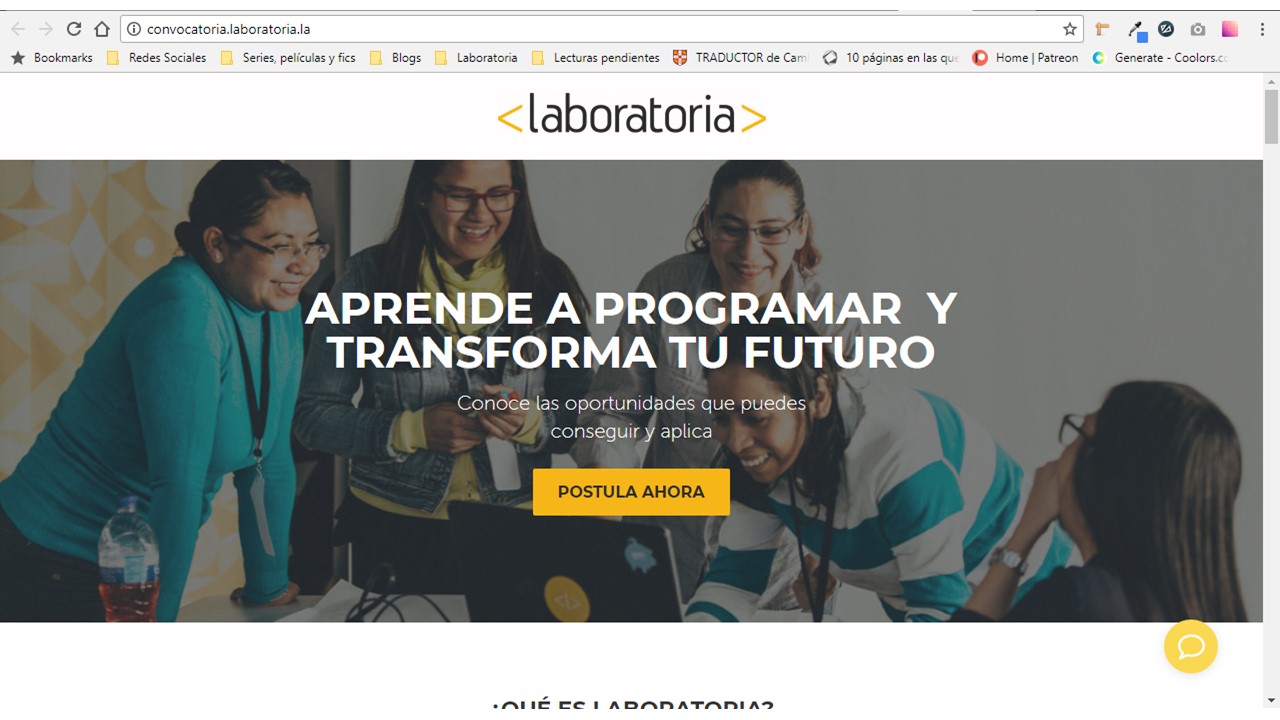 convocatoria.laboratoria.la
Bookmarks Redes Sociales Series películas y fics Blogs Laboratoria Lecturas pendientes TRADUCTOR de Cam 10 páginas en las que Home | Patreon Generate - Coolors.cc
<laboratoria>
APRENDE A PROGRAMAR Y
TRANSFORMA TU FUTURO
Conoce las oportunidades que puedes
conseguir y aplica
POSTULA AHORA
</>
¿QUÉ ES LABORATORIA?